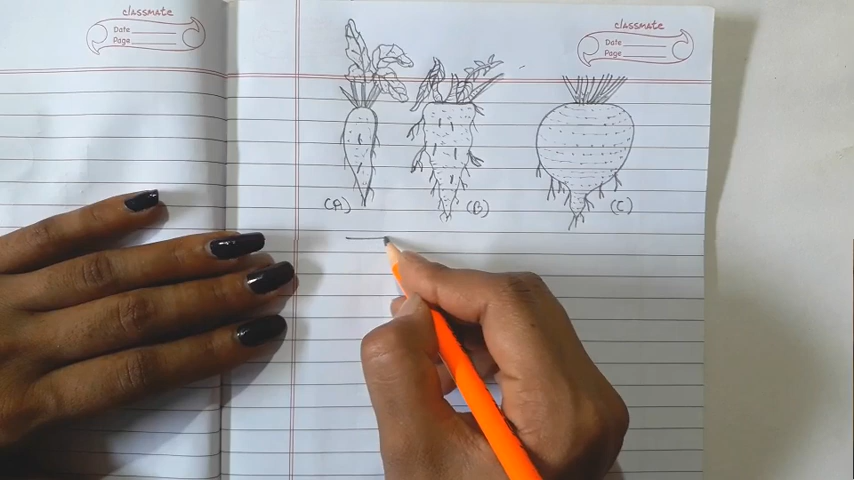 classmate
Date
Page
classmate
Date
Page
(A)
(B)
(C)